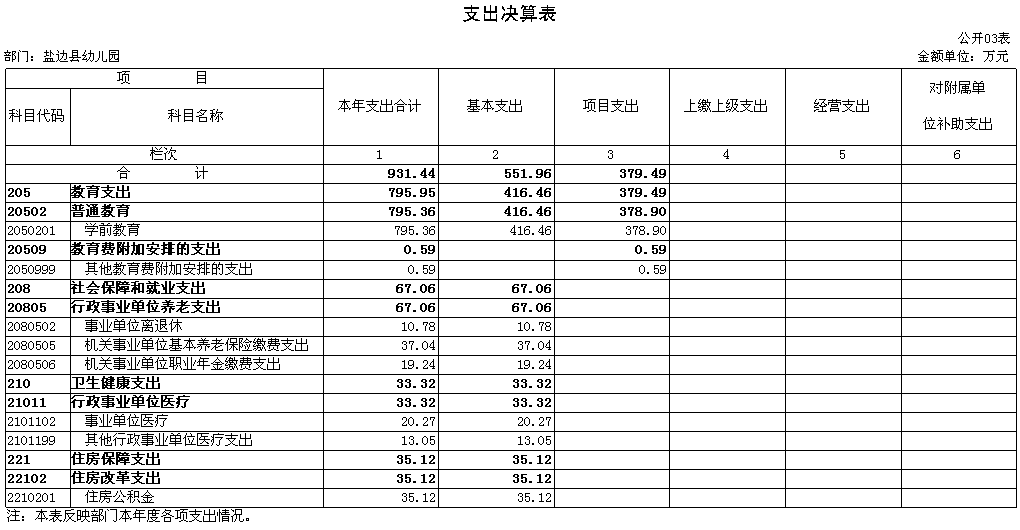 支出决算表
公开03表
部门：盐边县幼儿园 金额单位：万元
项 目 本年支出合计 基本支出 项目支出 上缴上级支出 经营支出 对附属单位补助支出
科目代码 科目名称
栏次 1 2 3 4 5 6
合 计 931.44 551.96 379.49
205 教育支出 795.95 416.46 379.49
20502 普通教育 795.36 416.46 378.90
2050201 学前教育 795.36 416.46 378.90
20509 教育费附加安排的支出 0.59 0.59
2050999 其他教育费附加安排的支出 0.59 0.59
208 社会保障和就业支出 67.06 67.06
20805 行政事业单位养老支出 67.06 67.06
2080502 事业单位离退休 10.78 10.78
2080505 机关事业单位基本养老保险缴费支出 37.04 37.04
2080506 机关事业单位职业年金缴费支出 19.24 19.24
210 卫生健康支出 33.32 33.32
21011 行政事业单位医疗 33.32 33.32
2101102 事业单位医疗 20.27 20.27
2101199 其他行政事业单位医疗支出 13.05 13.05
221 住房保障支出 35.12 35.12
22102 住房改革支出 35.12 35.12
2210201 住房公积金 35.12 35.12
注：本表反映部门本年度各项支出情况。